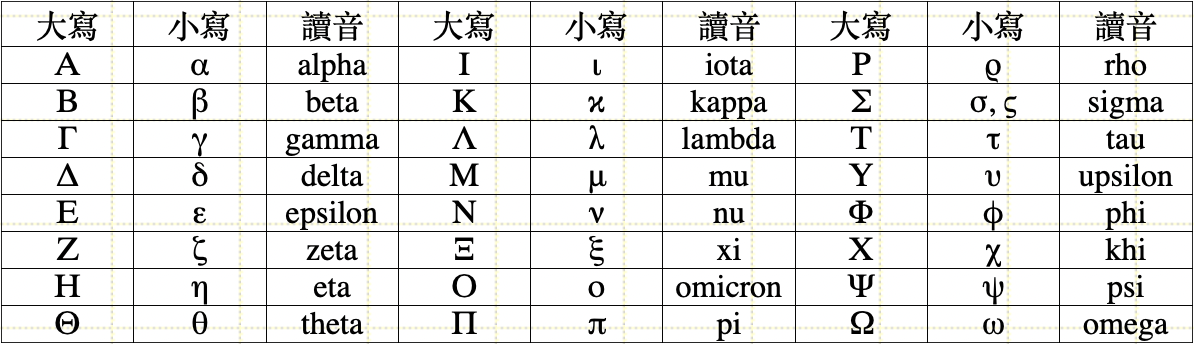 大寫 小寫 讀音 大寫 小寫 讀音 大寫 小寫 讀音
Α α alpha Ι ι iota Ρ ϱ rho
Β β beta Κ ϰ kappa Σ σ, ς sigma
Γ γ gamma Λ λ lambda Τ τ tau
Δ δ delta Μ μ mu Υ υ upsilon
Ε ε epsilon Ν ν nu Φ ϕ phi
Ζ ζ zeta Ξ ξ xi Χ χ khi
Η η eta Ο ο omicron Ψ ψ psi
Θ θ theta Π π pi Ω ω omega